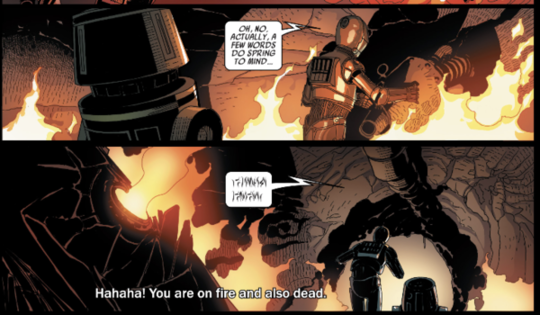 OH, NO.
ACTUALLY, A
FEW WORDS
DO SPRING
TO MIND...
Hahaha! You are on fire and also dead.